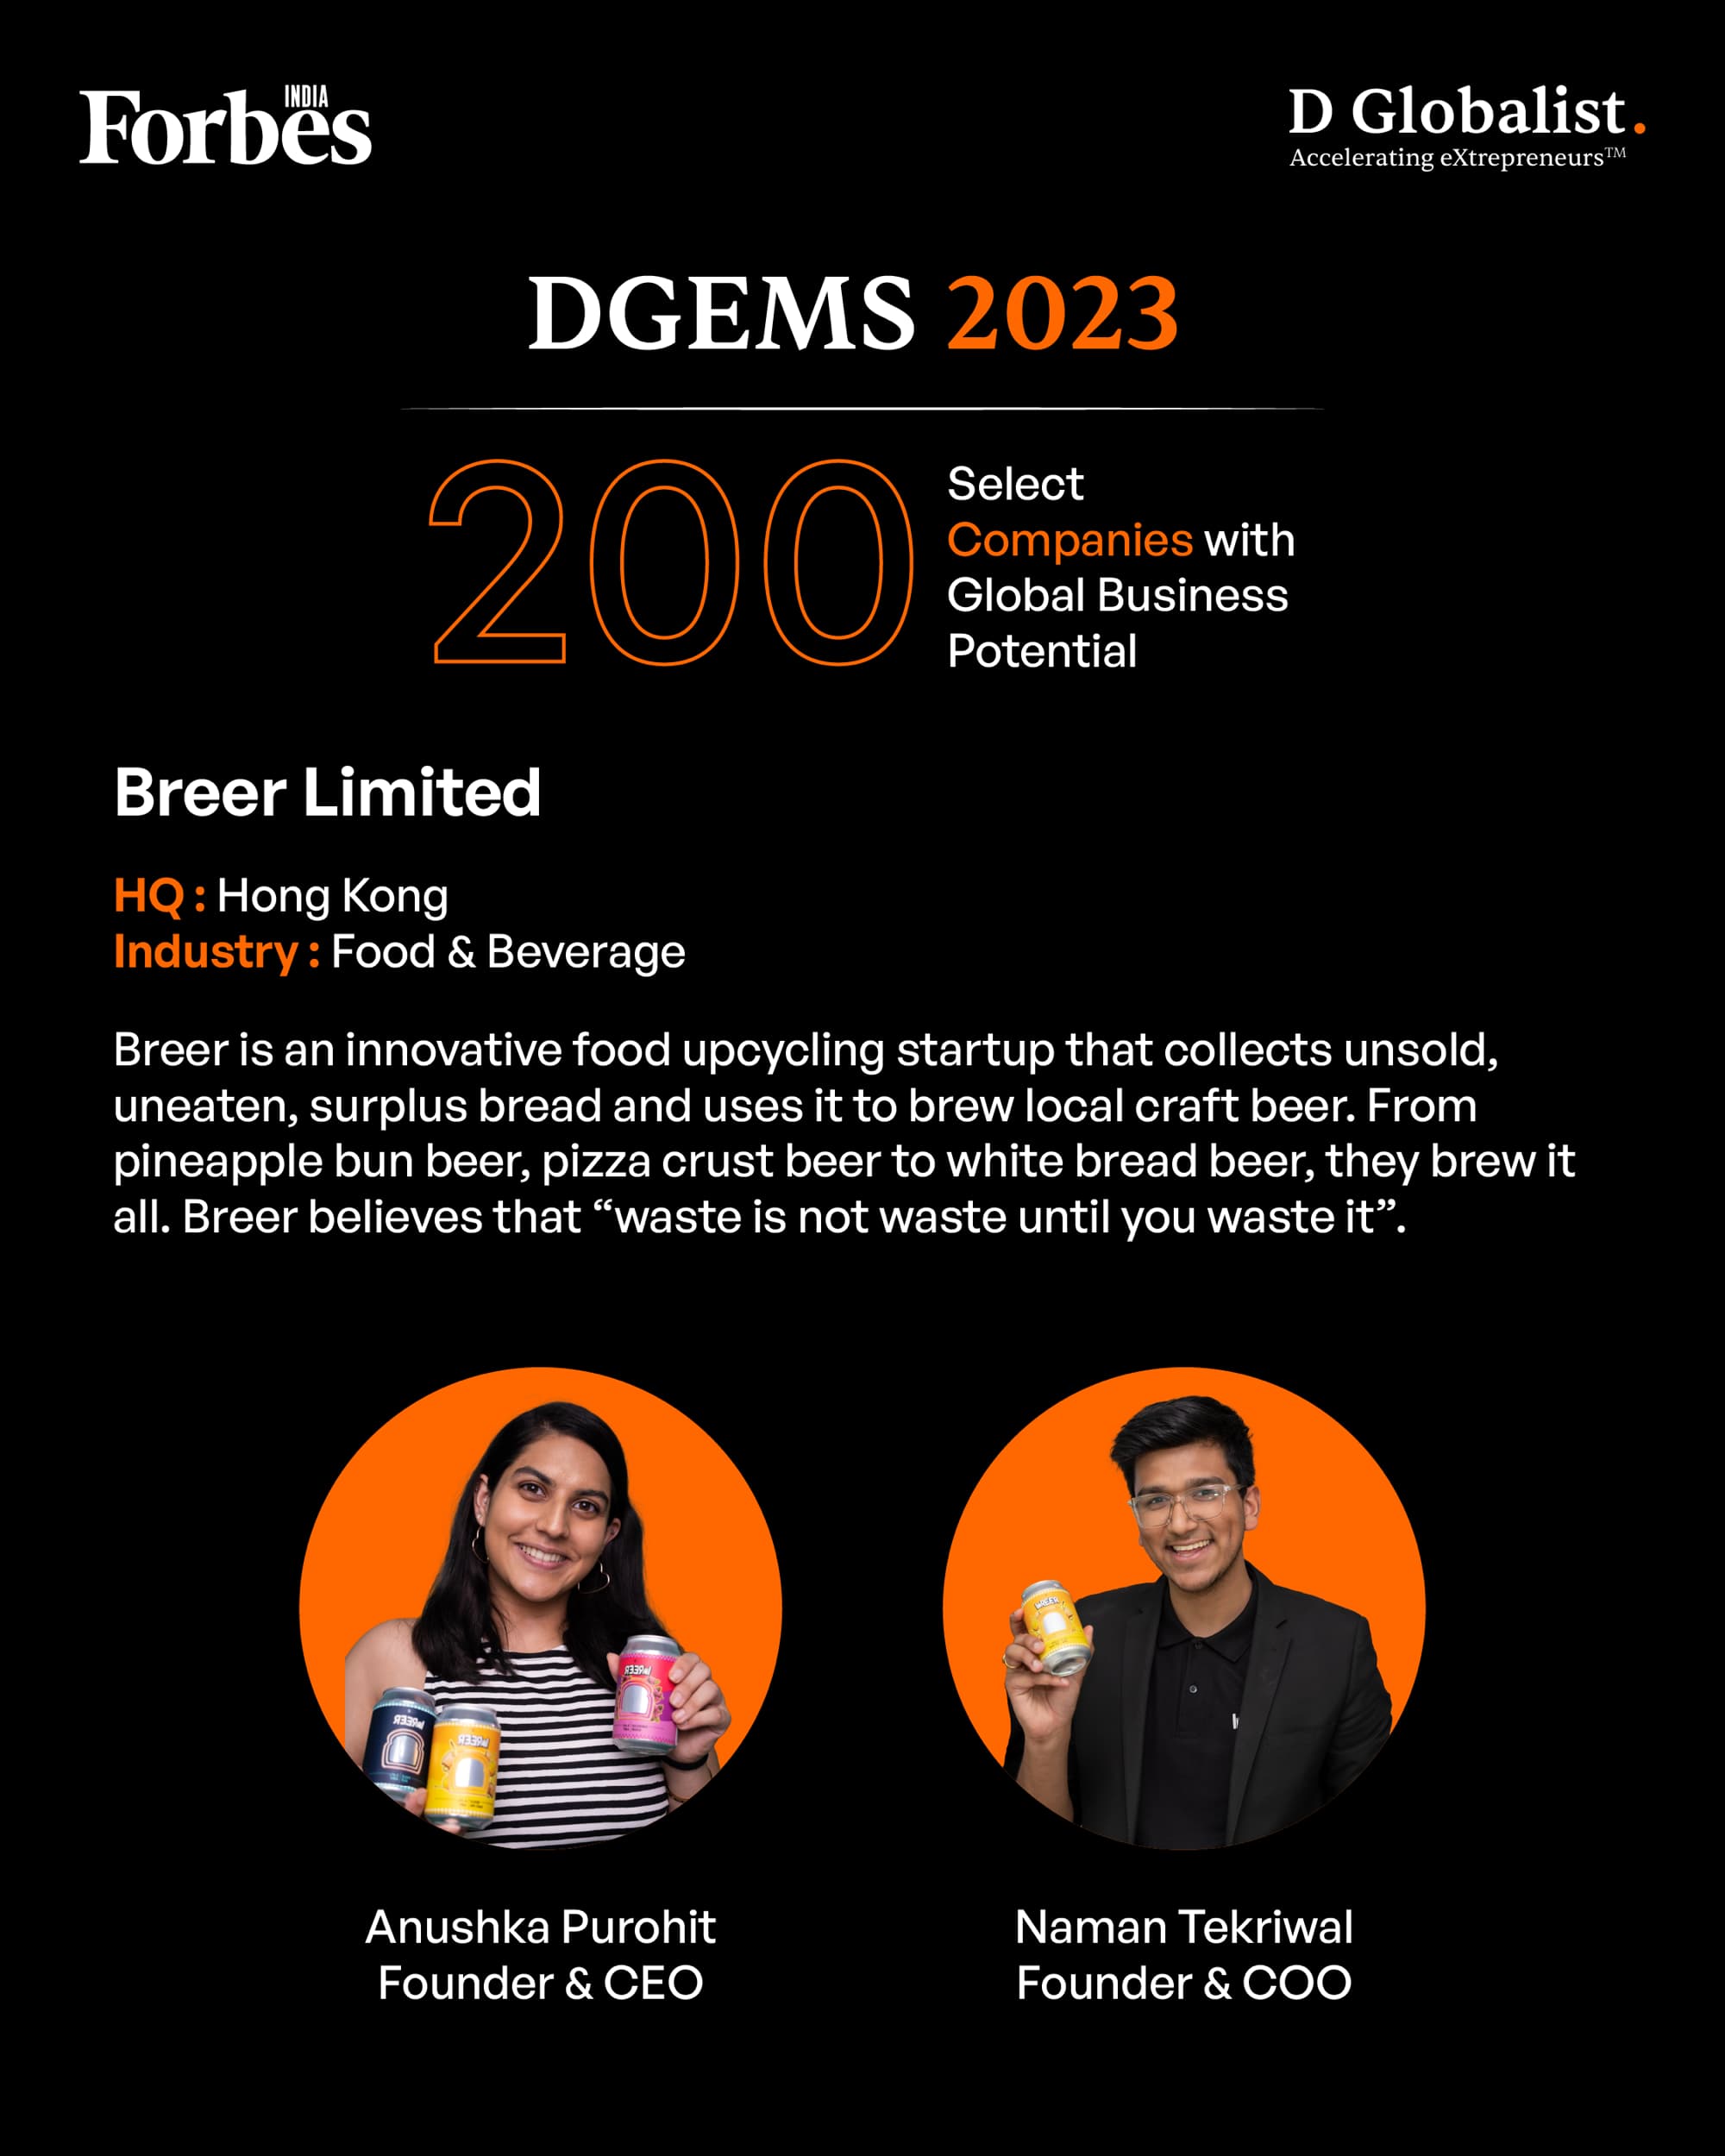 Forbes INDIA
D Globalist.
Accelerating eXtrepreneurs™
DGEMS 2023
200
Select
Companies with
Global Business
Potential
Breer Limited
HQ : Hong Kong
Industry : Food & Beverage
Breer is an innovative food upcycling startup that collects unsold,
uneaten, surplus bread and uses it to brew local craft beer. From
pineapple bun beer, pizza crust beer to white bread beer, they brew it
all. Breer believes that “waste is not waste until you waste it”.
BREER
BREER
BREER
BREER
Anushka Purohit
Founder & CEO
Naman Tekriwal
Founder & COO